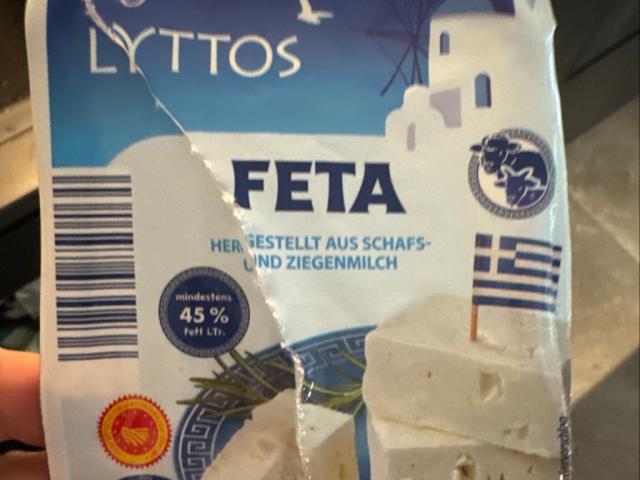 LYTTOS
FETA
HERGESTELLT AUS SCHAFS-
UND ZIEGENMILCH
mindestens
45 %
Fett i.Tr.